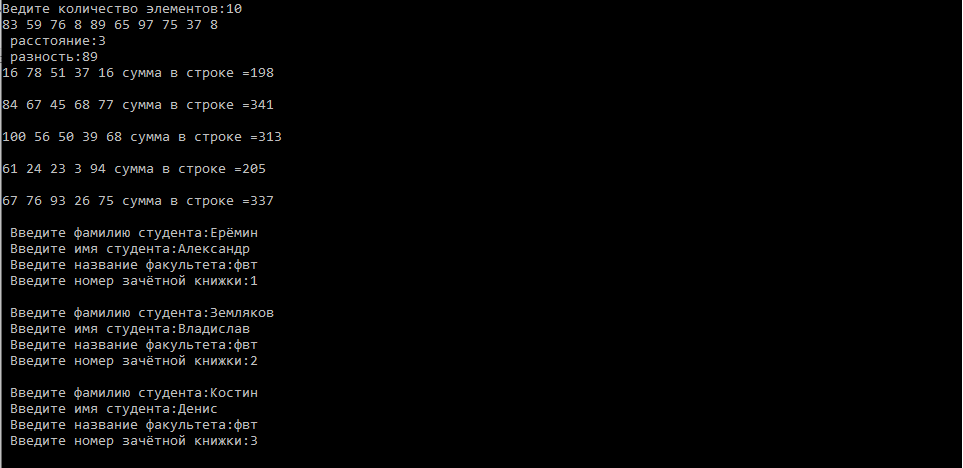 Ведите количество элементов:10
83 59 76 8 89 65 97 75 37 8
расстояние:3
разность:89
16 78 51 37 16 сумма в строке =198
84 67 45 68 77 сумма в строке =341
100 56 50 39 68 сумма в строке =313
61 24 23 3 94 сумма в строке =205
67 76 93 26 75 сумма в строке =337
Введите фамилию студента:Ерёмин
Введите имя студента:Александр
Введите название факультета:фвт
Введите номер зачётной книжки:1
Введите фамилию студента:Земляков
Введите имя студента:Владислав
Введите название факультета:фвт
Введите номер зачётной книжки:2
Введите фамилию студента:Костин
Введите имя студента:Денис
Введите название факультета:фвт
Введите номер зачётной книжки:3